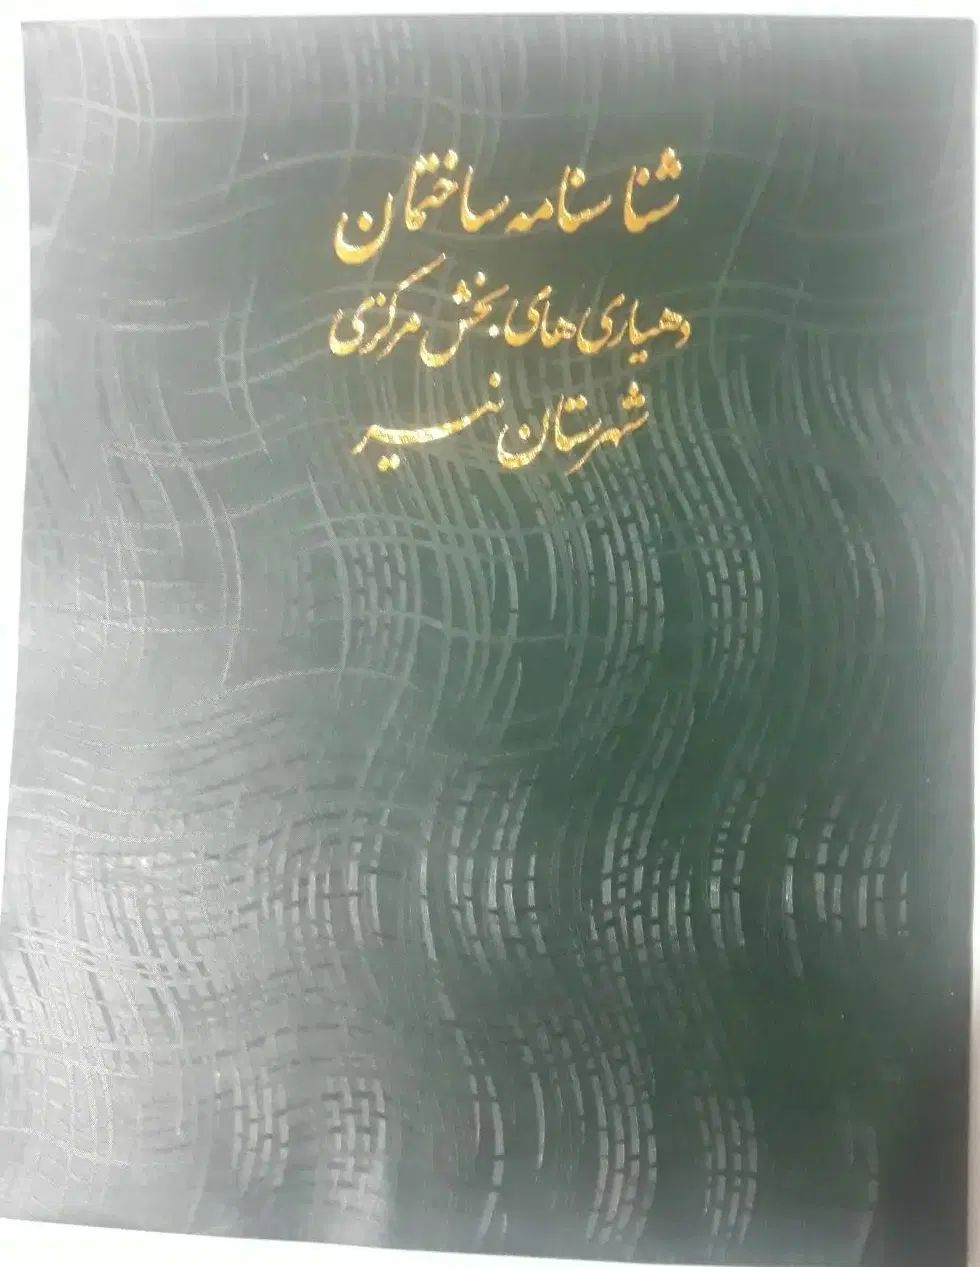 شناسنامه ساختمان
دهیاری های بخش مرکزی
شهرستان نیر